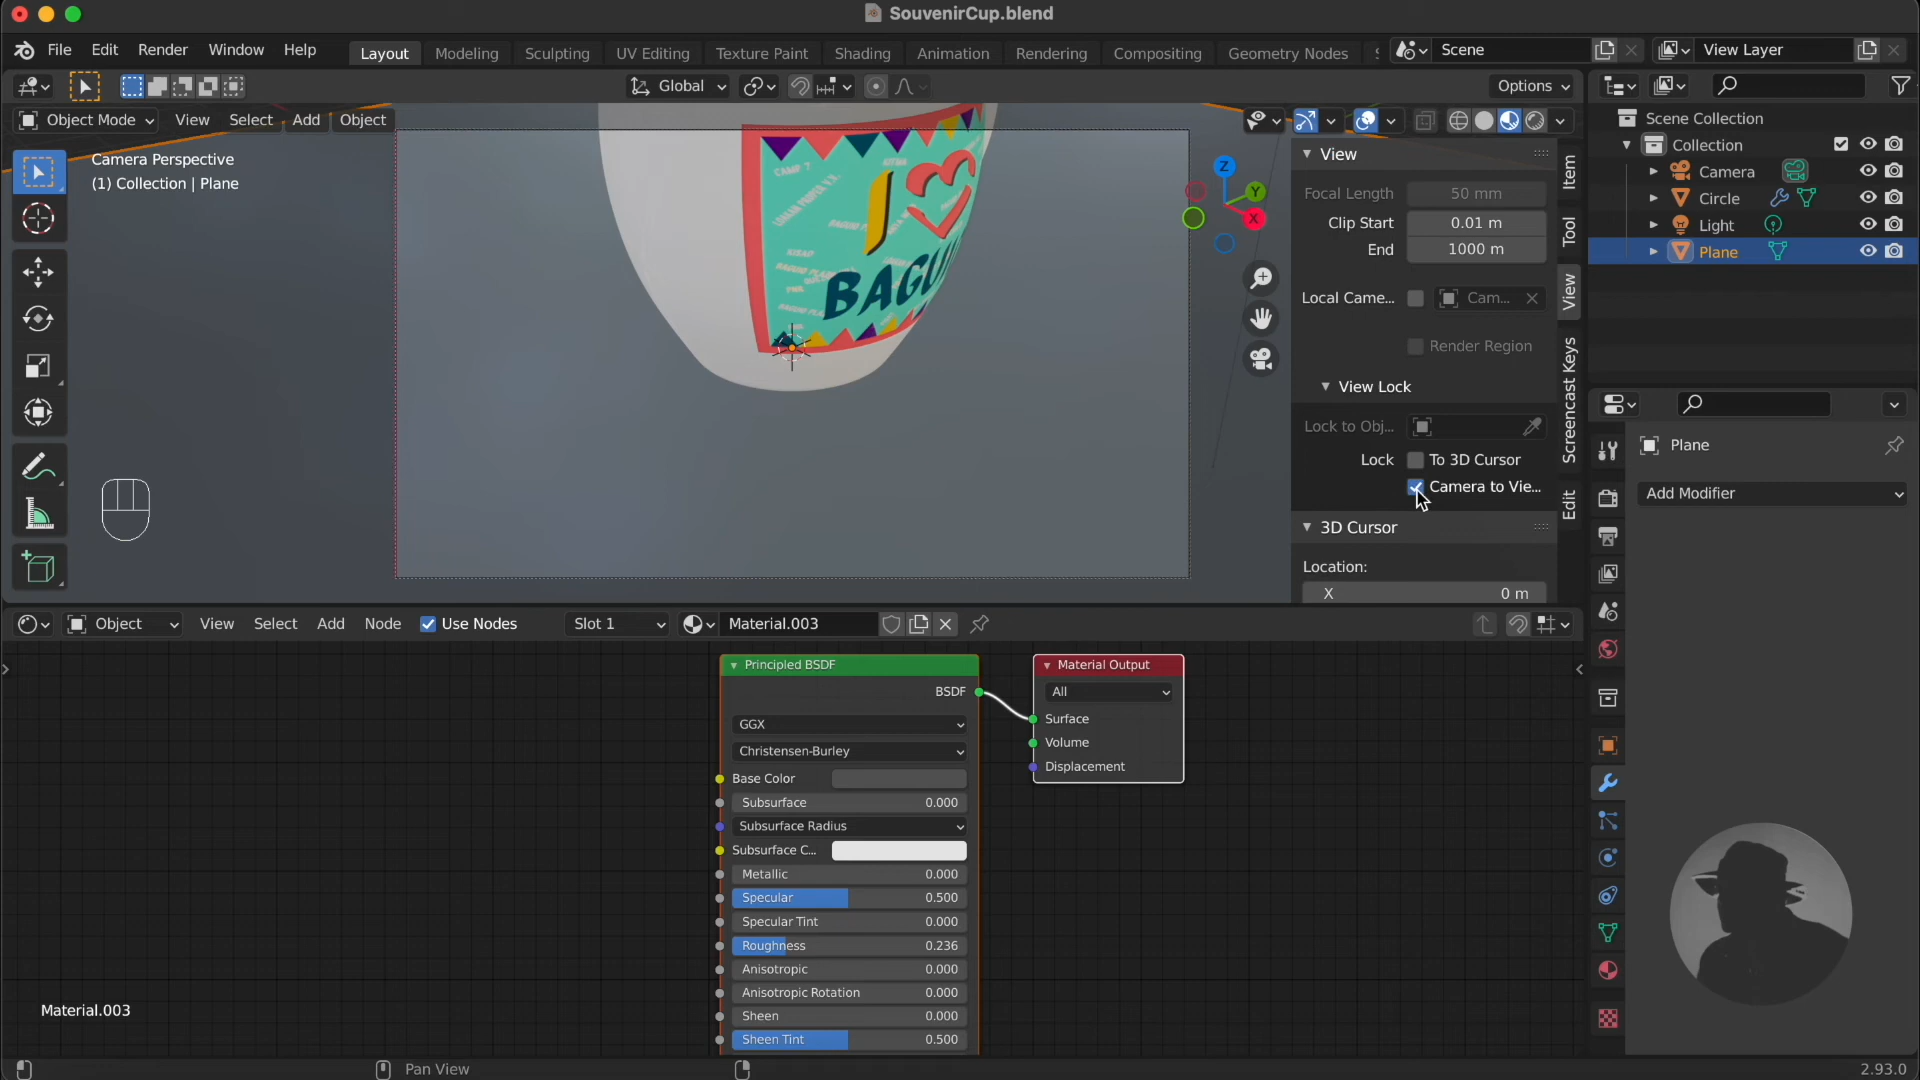 SouvenirCup.blend
File Edit Render Window Help Layout Modeling Sculpting UV Editing Texture Paint Shading Animation Rendering Compositing Geometry Nodes Scene View Layer
Global Options
Object Mode View Select Add Object
Camera Perspective
(1) Collection | Plane
I
BAGU
CAMP 7
View
Focal Length 50 mm
Clip Start 0.01 m
End 1000 m
Local Came... Cam...
Render Region
View Lock
Lock to Obj...
Lock To 3D Cursor
Camera to Vie...
3D Cursor
Location:
X 0 m
Item
Tool
View
Screencast Keys
Edit
X
Y
Z
Scene Collection
Collection
Camera
Circle
Light
Plane
Plane
Add Modifier
Object View Select Add Node Use Nodes Slot 1 Material.003
Principled BSDF
BSDF
GGX
Christensen-Burley
Base Color
Subsurface 0.000
Subsurface Radius
Subsurface C...
Metallic 0.000
Specular 0.500
Specular Tint 0.000
Roughness 0.236
Anisotropic 0.000
Anisotropic Rotation 0.000
Sheen 0.000
Sheen Tint 0.500
Material Output
All
Surface
Volume
Displacement
Material.003
Pan View
2.93.0